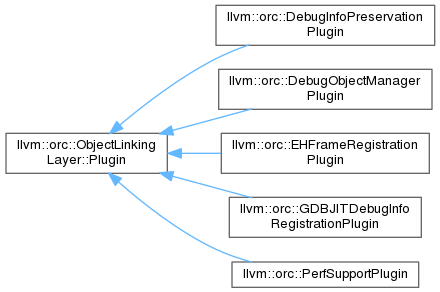 llvm::orc::DebugInfoPreservation
Plugin
llvm::orc::DebugObjectManager
Plugin
llvm::orc::ObjectLinking
Layer::Plugin
llvm::orc::EHFrameRegistration
Plugin
llvm::orc::GDBJITDebugInfo
RegistrationPlugin
llvm::orc::PerfSupportPlugin